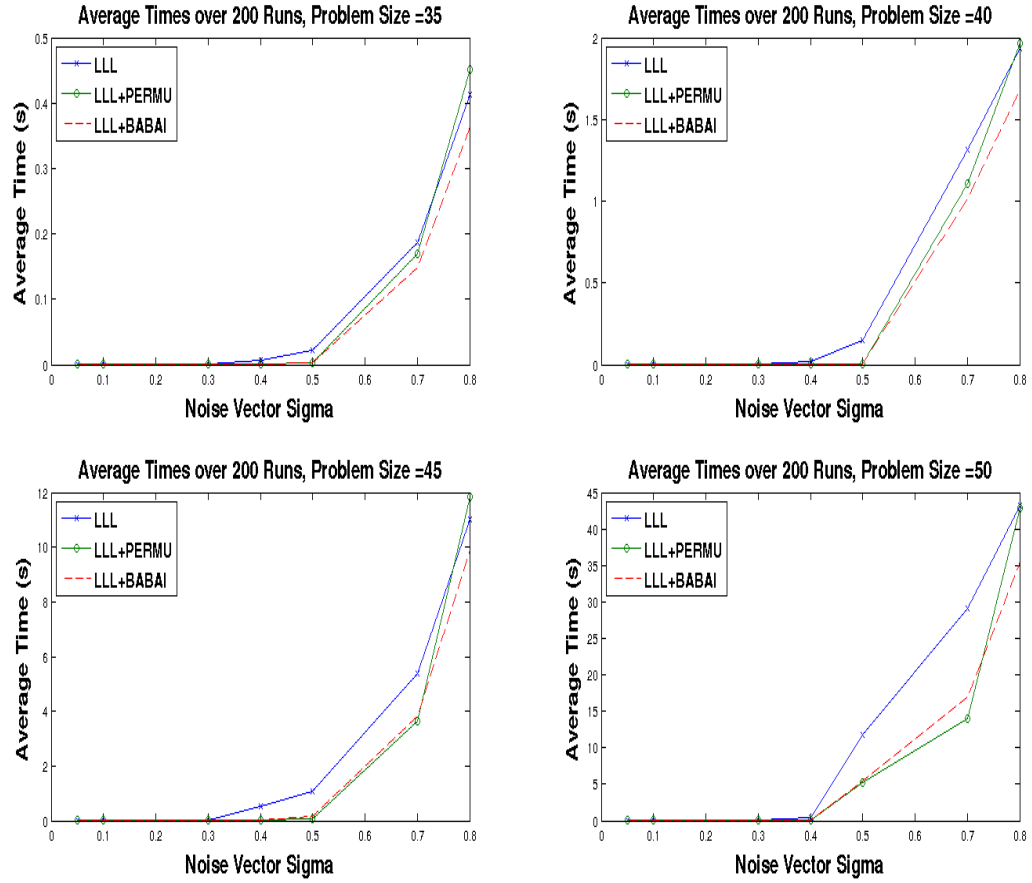 Average Times over 200 Runs, Problem Size =35
0.5
0.4
0.3
0.2
0.1
0
Average Time (s)
LLL
LLL+PERMU
LLL+BABAI
0 0.1 0.2 0.3 0.4 0.5 0.6 0.7 0.8
Noise Vector Sigma
Average Times over 200 Runs, Problem Size =40
2
1.5
1
0.5
0
Average Time (s)
LLL
LLL+PERMU
LLL+BABAI
0 0.1 0.2 0.3 0.4 0.5 0.6 0.7 0.8
Noise Vector Sigma
Average Times over 200 Runs, Problem Size =45
12
10
8
6
4
2
0
Average Time (s)
LLL
LLL+PERMU
LLL+BABAI
0 0.1 0.2 0.3 0.4 0.5 0.6 0.7 0.8
Noise Vector Sigma
Average Times over 200 Runs, Problem Size =50
45
40
35
30
25
20
15
10
5
0
Average Time (s)
LLL
LLL+PERMU
LLL+BABAI
0 0.1 0.2 0.3 0.4 0.5 0.6 0.7 0.8
Noise Vector Sigma